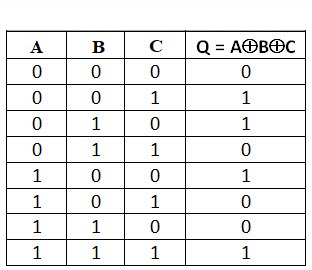 A B C Q = A⊕B⊕C
0 0 0 0
0 0 1 1
0 1 0 1
0 1 1 0
1 0 0 1
1 0 1 0
1 1 0 0
1 1 1 1